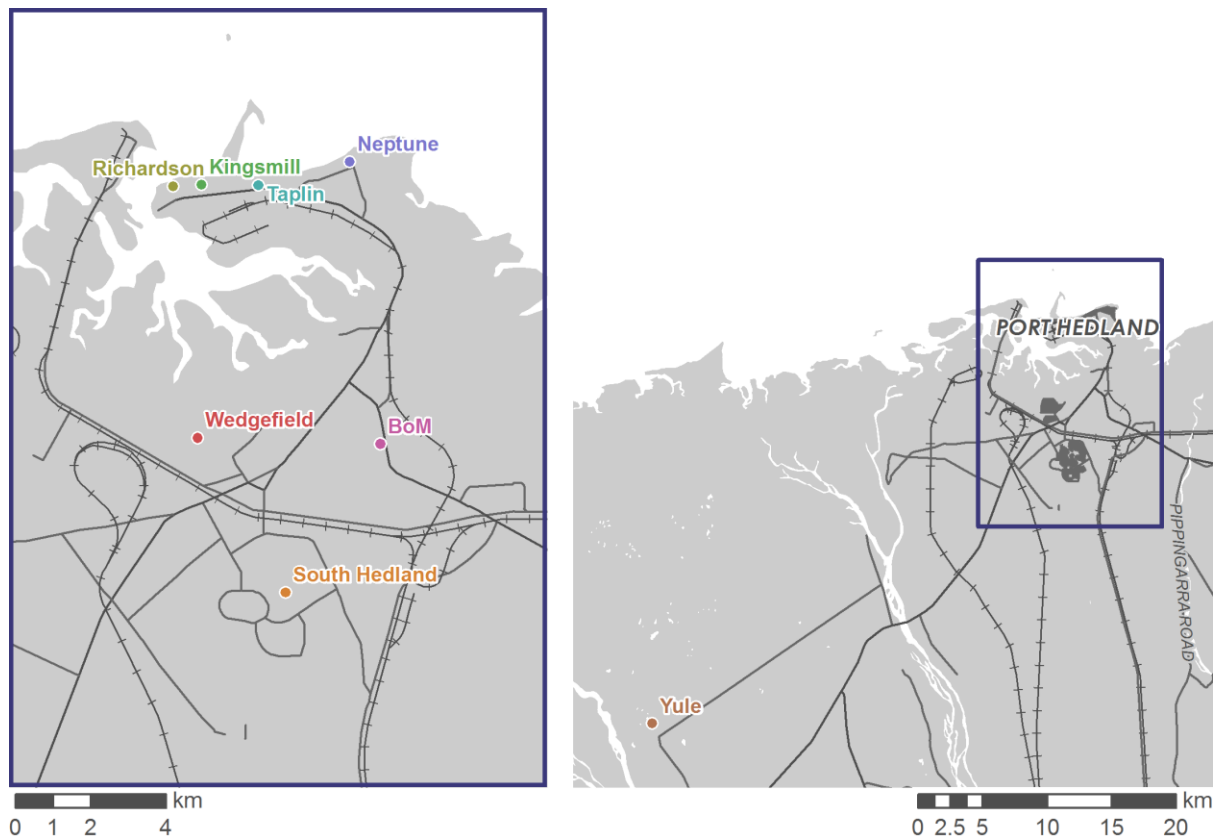 Neptune
Richardson
Kingsmill
Taplin
Wedgefield
BoM
South Hedland
km
0 1 2 4
PORT HEDLAND
PIPPINGARRA ROAD
Yule
km
0 2.5 5 10 15 20